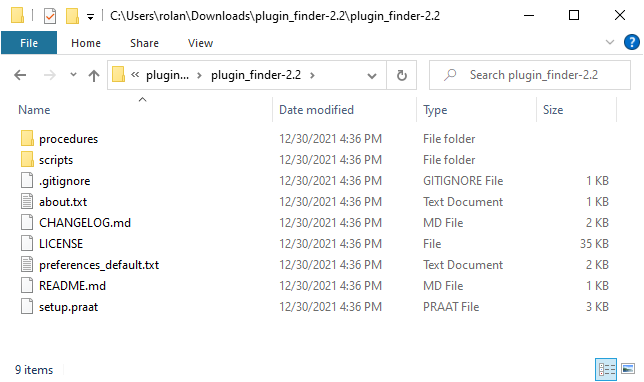 C:\Users\rolan\Downloads\plugin_finder-2.2\plugin_finder-2.2
File Home Share View
plugin... plugin_finder-2.2 Search plugin_finder-2.2
Name Date modified Type Size
procedures 12/30/2021 4:36 PM File folder
scripts 12/30/2021 4:36 PM File folder
.gitignore 12/30/2021 4:36 PM GITIGNORE File 1 KB
about.txt 12/30/2021 4:36 PM Text Document 1 KB
CHANGELOG.md 12/30/2021 4:36 PM MD File 2 KB
LICENSE 12/30/2021 4:36 PM File 35 KB
preferences_default.txt 12/30/2021 4:36 PM Text Document 2 KB
README.md 12/30/2021 4:36 PM MD File 1 KB
setup.praat 12/30/2021 4:36 PM PRAAT File 3 KB
9 items